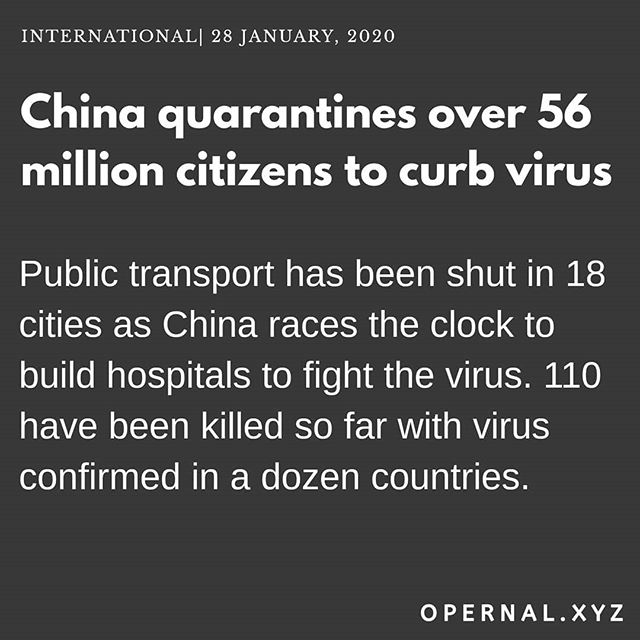 INTERNATIONAL| 28 JANUARY, 2020
China quarantines over 56
million citizens to curb virus
Public transport has been shut in 18
cities as China races the clock to
build hospitals to fight the virus. 110
have been killed so far with virus
confirmed in a dozen countries.
OPERNAL.XYZ